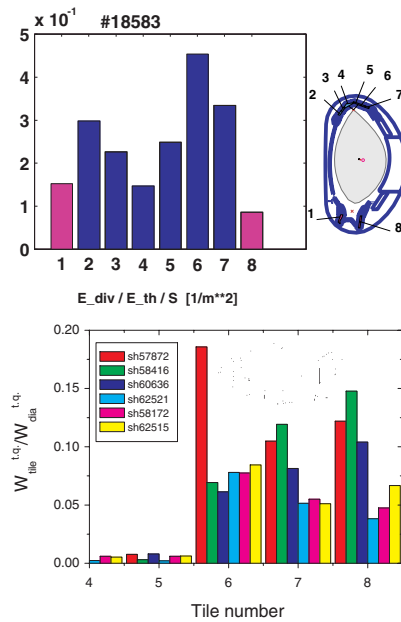 x 10⁻¹ #18583
5
4
3
2
1
0
1 2 3 4 5 6 7 8
E_div / E_th / S [1/m**2]
5
4
3
6
2
7
1
8
0.20
0.15
0.10
0.05
0.00
sh57872
sh58416
sh60636
sh62521
sh58172
sh62515
W_tile^t.q./W_dia^t.q.
4 5 6 7 8
Tile number